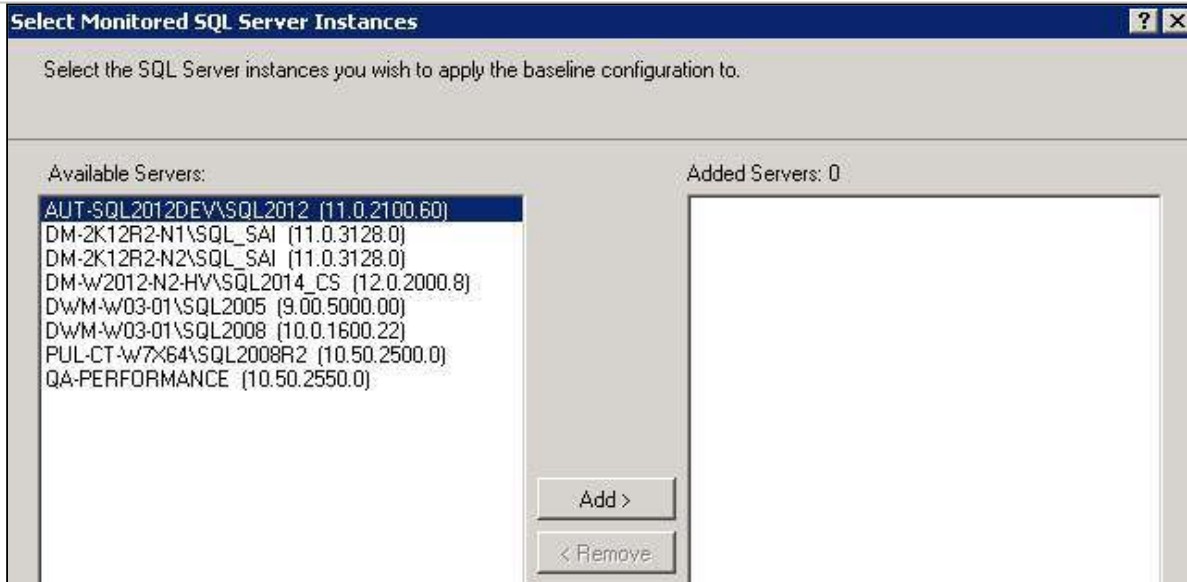 Select Monitored SQL Server Instances
Select the SQL Server instances you wish to apply the baseline configuration to.
Available Servers:
Added Servers: 0
AUT-SQL2012DEV\SQL2012 (11.0.2100.60)
DM-2K12R2-N1\SQL_SAI (11.0.3128.0)
DM-2K12R2-N2\SQL_SAI (11.0.3128.0)
DM-W2012-N2-HV\SQL2014_CS (12.0.2000.8)
DWM-W03-01\SQL2005 (9.00.5000.00)
DWM-W03-01\SQL2008 (10.0.1600.22)
PUL-CT-W7X64\SQL2008R2 (10.50.2500.0)
QA-PERFORMANCE (10.50.2550.0)
Add >
< Remove